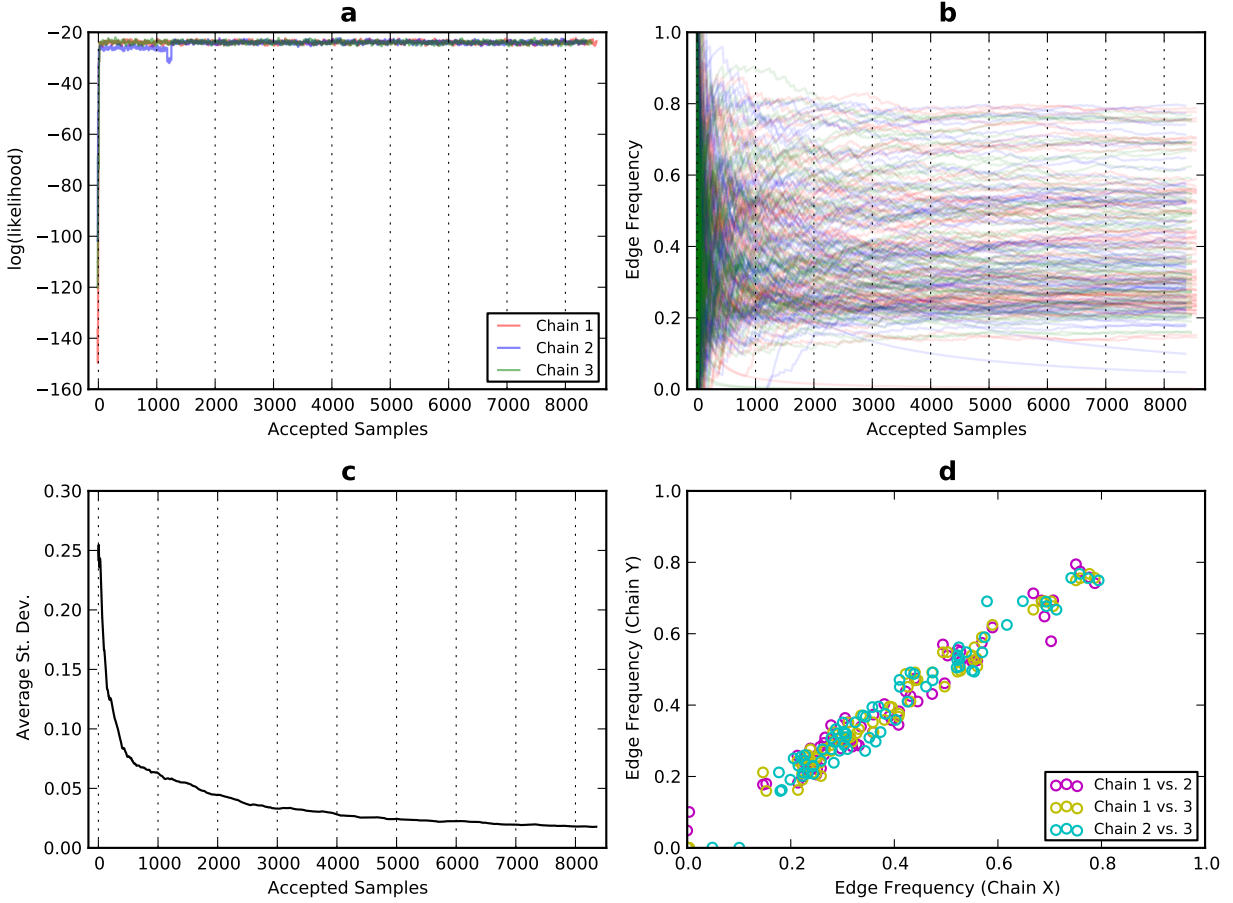 a
−20
−40
−60
−80
−100
−120
−140
−160
log(likelihood)
0 1000 2000 3000 4000 5000 6000 7000 8000
Accepted Samples
Chain 1
Chain 2
Chain 3
b
1.0
0.8
0.6
0.4
0.2
0.0
Edge Frequency
0 1000 2000 3000 4000 5000 6000 7000 8000
Accepted Samples
c
0.30
0.25
0.20
0.15
0.10
0.05
0.00
Average St. Dev.
0 1000 2000 3000 4000 5000 6000 7000 8000
Accepted Samples
d
1.0
0.8
0.6
0.4
0.2
0.0
Edge Frequency (Chain Y)
0.0 0.2 0.4 0.6 0.8 1.0
Edge Frequency (Chain X)
Chain 1 vs. 2
Chain 1 vs. 3
Chain 2 vs. 3